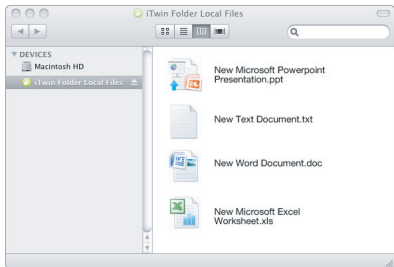 iTwin Folder Local Files
DEVICES
Macintosh HD
iTwin Folder Local Files
New Microsoft Powerpoint
Presentation.ppt
New Text Document.txt
New Word Document.doc
New Microsoft Excel
Worksheet.xls